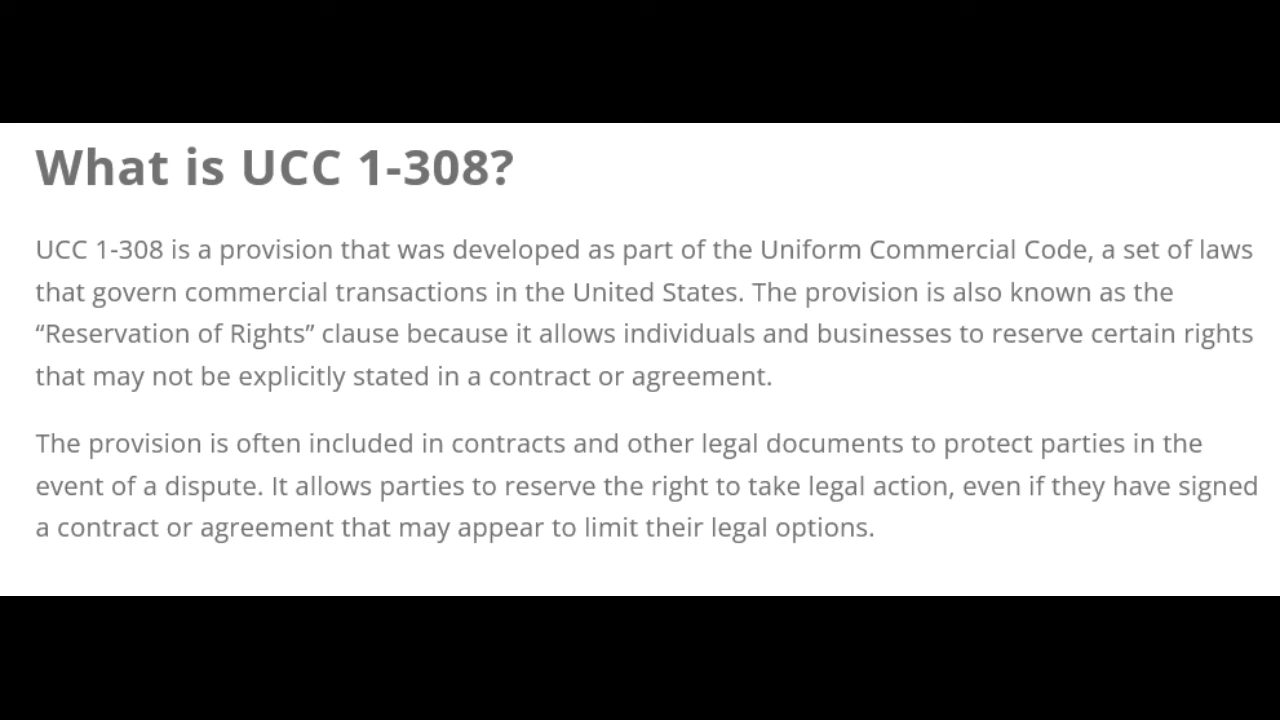 What is UCC 1-308?
UCC 1-308 is a provision that was developed as part of the Uniform Commercial Code, a set of laws
that govern commercial transactions in the United States. The provision is also known as the
“Reservation of Rights” clause because it allows individuals and businesses to reserve certain rights
that may not be explicitly stated in a contract or agreement.
The provision is often included in contracts and other legal documents to protect parties in the
event of a dispute. It allows parties to reserve the right to take legal action, even if they have signed
a contract or agreement that may appear to limit their legal options.